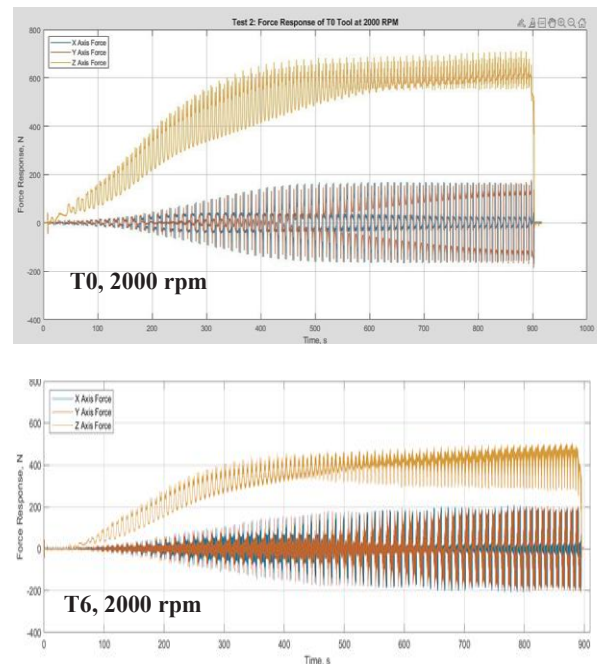 Test 2: Force Response of T0 Tool at 2000 RPM
800
X Axis Force
Y Axis Force
Z Axis Force
600
400
200
0
-200
-400
Force Response, N
T0, 2000 rpm
0 100 200 300 400 500 600 700 800 900 1000
Time, s
800
X Axis Force
Y Axis Force
Z Axis Force
600
400
200
0
-200
-400
Force Response, N
T6, 2000 rpm
0 100 200 300 400 500 600 700 800 900
Time, s